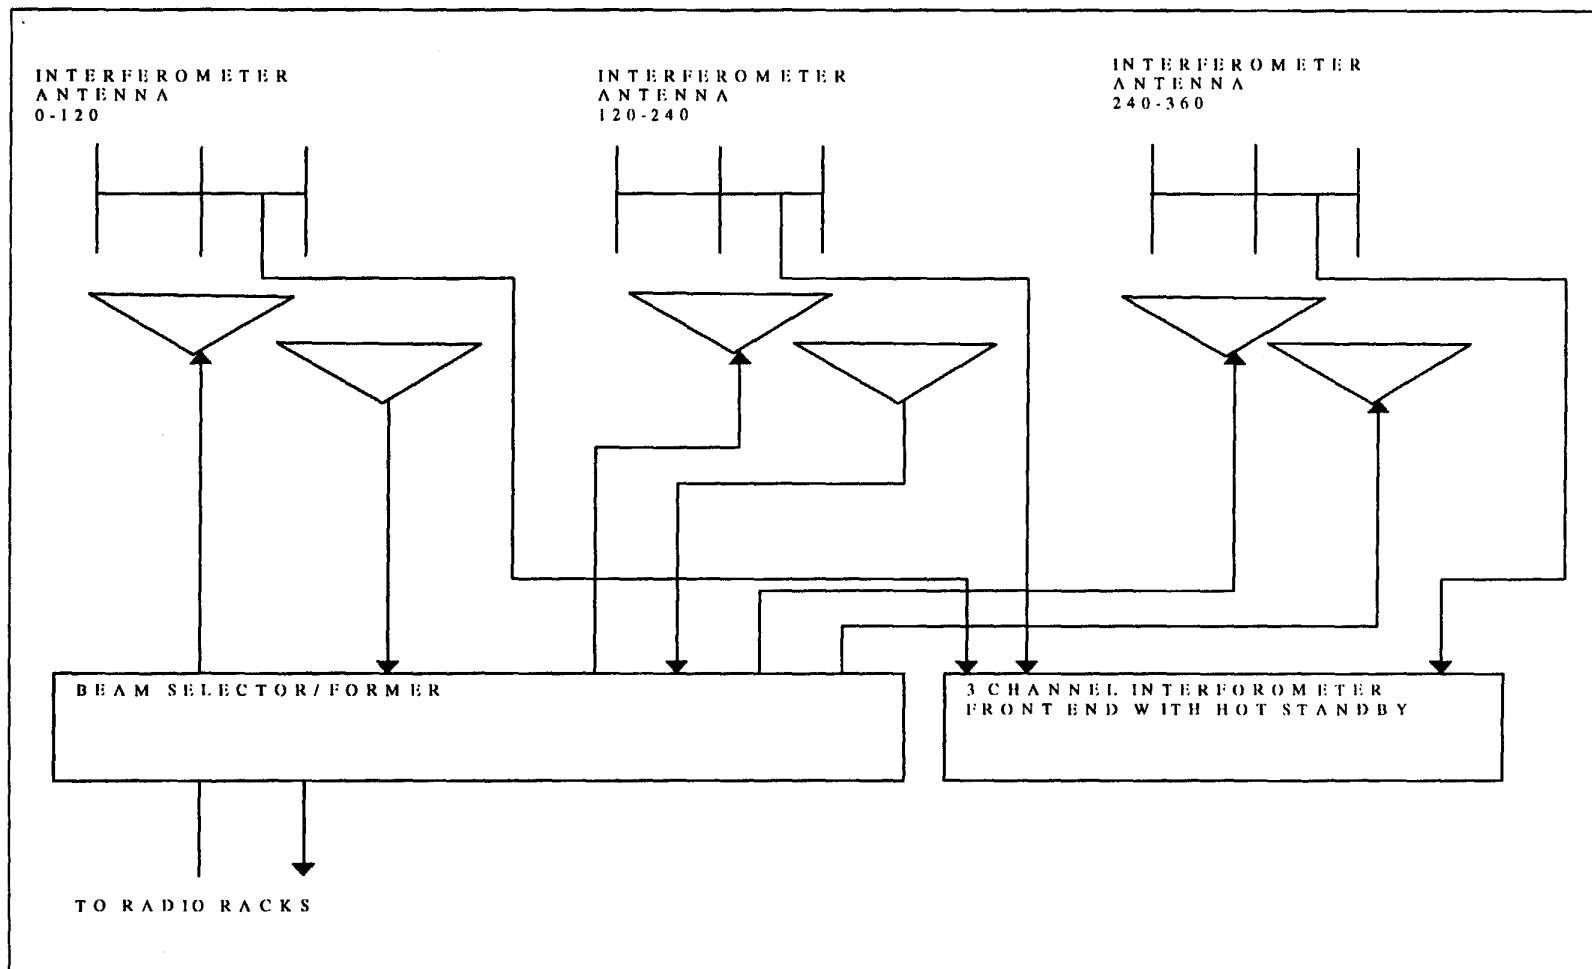 INTERFEROMETER
ANTENNA
0-120
INTERFEROMETER
ANTENNA
120-240
INTERFEROMETER
ANTENNA
240-360
BEAM SELECTOR/FORMER
3 CHANNEL INTERFOROMETER
FRONT END WITH HOT STANDBY
TO RADIO RACKS